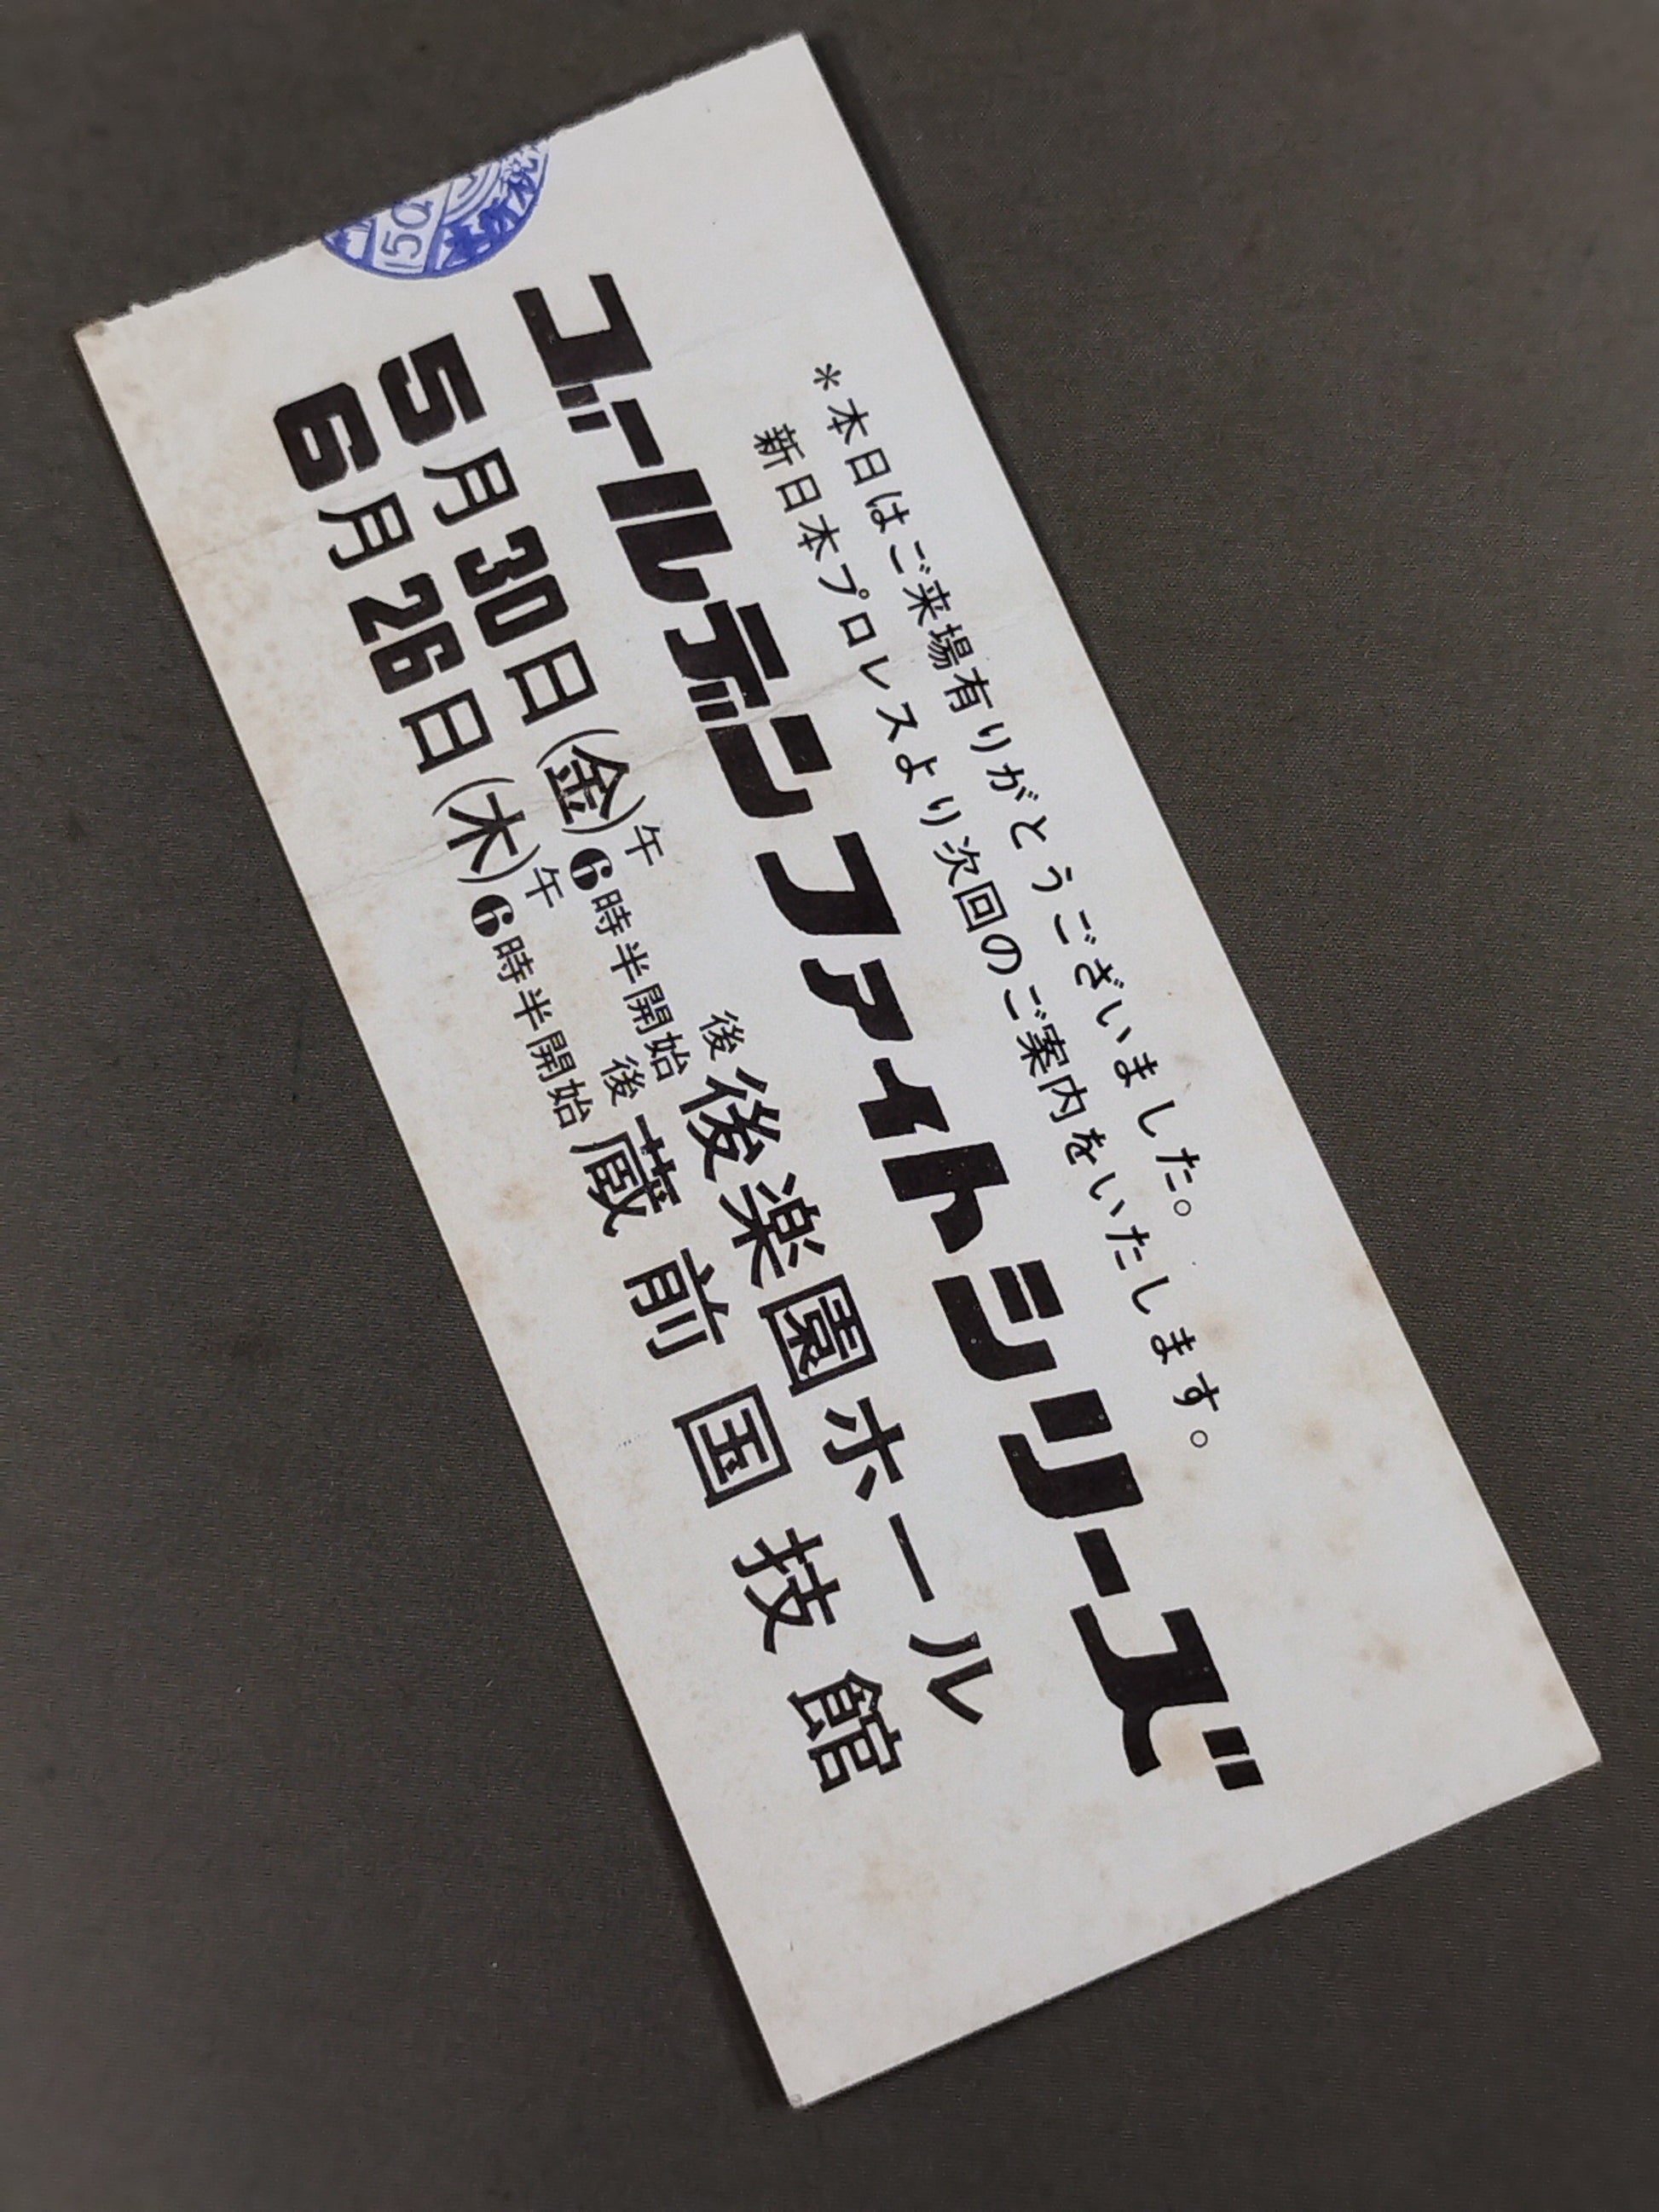 ＊本日はご来場有りがとうございました。
新日本プロレスより次回のご案内をいたします。
ゴールデンファイトシリーズ
5月30日(金)午後6時半開始 後楽園ホール
6月26日(木)午後6時半開始 蔵前国技館
150